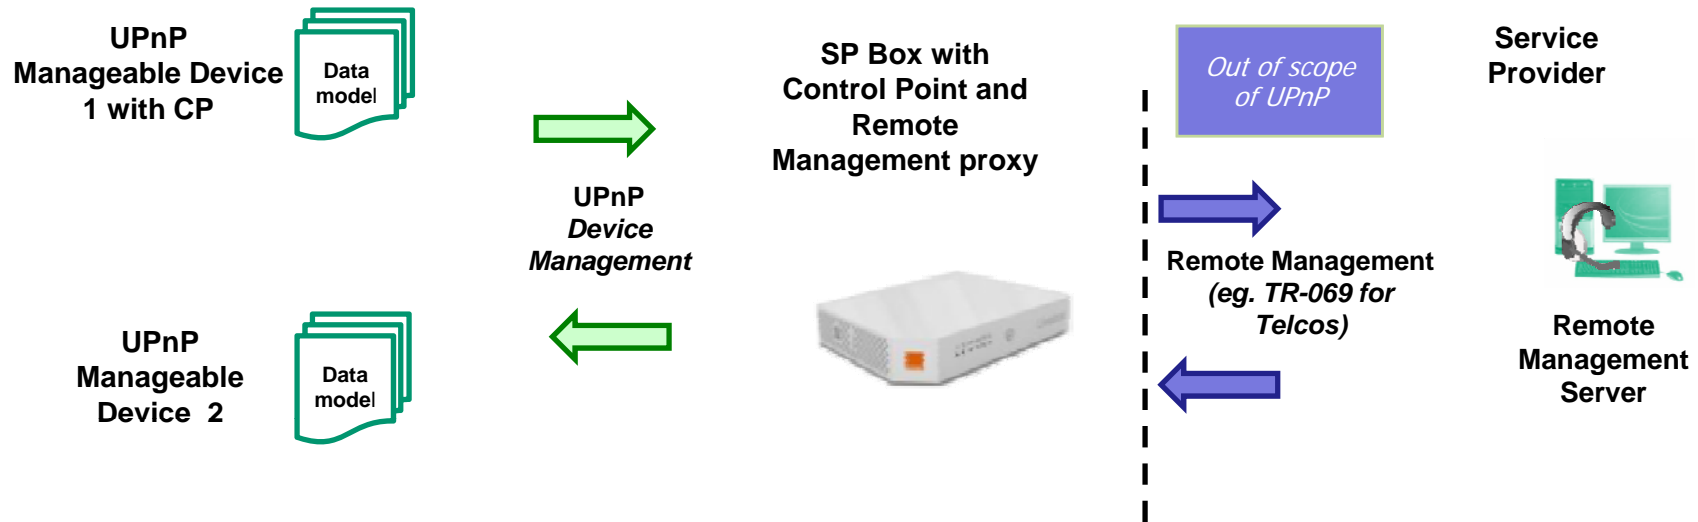 UPnP
Manageable Device
1 with CP
Data
model
SP Box with
Control Point and
Remote
Management proxy
Out of scope
of UPnP
Service
Provider
UPnP
Device
Management
Remote Management
(eg. TR-069 for
Telcos)
UPnP
Manageable
Device 2
Data
model
Remote
Management
Server